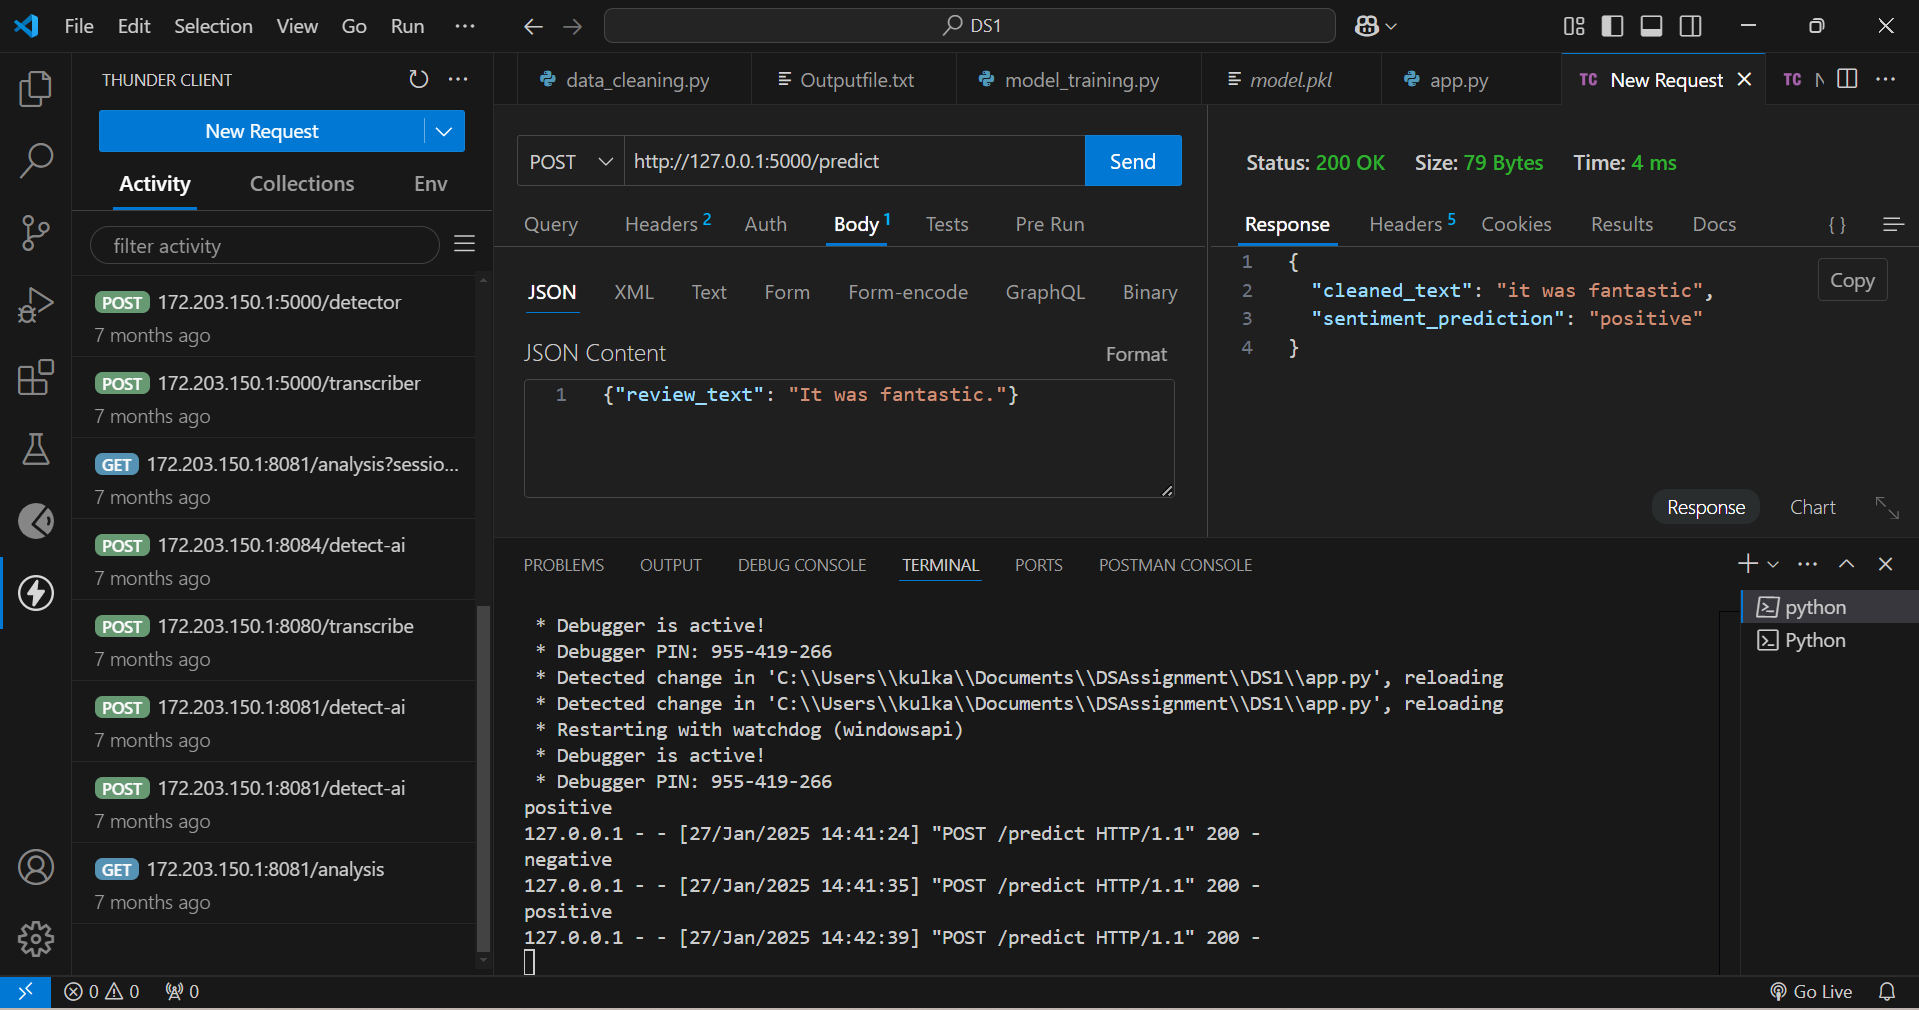 File Edit Selection View Go Run ···
DS1
THUNDER CLIENT
New Request
Activity Collections Env
filter activity
POST 172.203.150.1:5000/detector
7 months ago
POST 172.203.150.1:5000/transcriber
7 months ago
GET 172.203.150.1:8081/analysis?sessio...
7 months ago
POST 172.203.150.1:8084/detect-ai
7 months ago
POST 172.203.150.1:8080/transcribe
7 months ago
POST 172.203.150.1:8081/detect-ai
7 months ago
POST 172.203.150.1:8081/detect-ai
7 months ago
GET 172.203.150.1:8081/analysis
7 months ago
data_cleaning.py Outputfile.txt model_training.py model.pkl app.py TC New Request TC N
POST http://127.0.0.1:5000/predict Send
Query Headers 2 Auth Body 1 Tests Pre Run
JSON XML Text Form Form-encode GraphQL Binary
JSON Content Format
1 {"review_text": "It was fantastic."}
Status: 200 OK Size: 79 Bytes Time: 4 ms
Response Headers 5 Cookies Results Docs { }
1 {
2 "cleaned_text": "it was fantastic",
3 "sentiment_prediction": "positive"
4 }
Copy
Response Chart
PROBLEMS OUTPUT DEBUG CONSOLE TERMINAL PORTS POSTMAN CONSOLE
* Debugger is active!
* Debugger PIN: 955-419-266
* Detected change in 'C:\\Users\\kulka\\Documents\\DSAssignment\\DS1\\app.py', reloading
* Detected change in 'C:\\Users\\kulka\\Documents\\DSAssignment\\DS1\\app.py', reloading
* Restarting with watchdog (windowsapi)
* Debugger is active!
* Debugger PIN: 955-419-266
positive
127.0.0.1 - - [27/Jan/2025 14:41:24] "POST /predict HTTP/1.1" 200 -
negative
127.0.0.1 - - [27/Jan/2025 14:41:35] "POST /predict HTTP/1.1" 200 -
positive
127.0.0.1 - - [27/Jan/2025 14:42:39] "POST /predict HTTP/1.1" 200 -
python
Python
0 0 0
Go Live